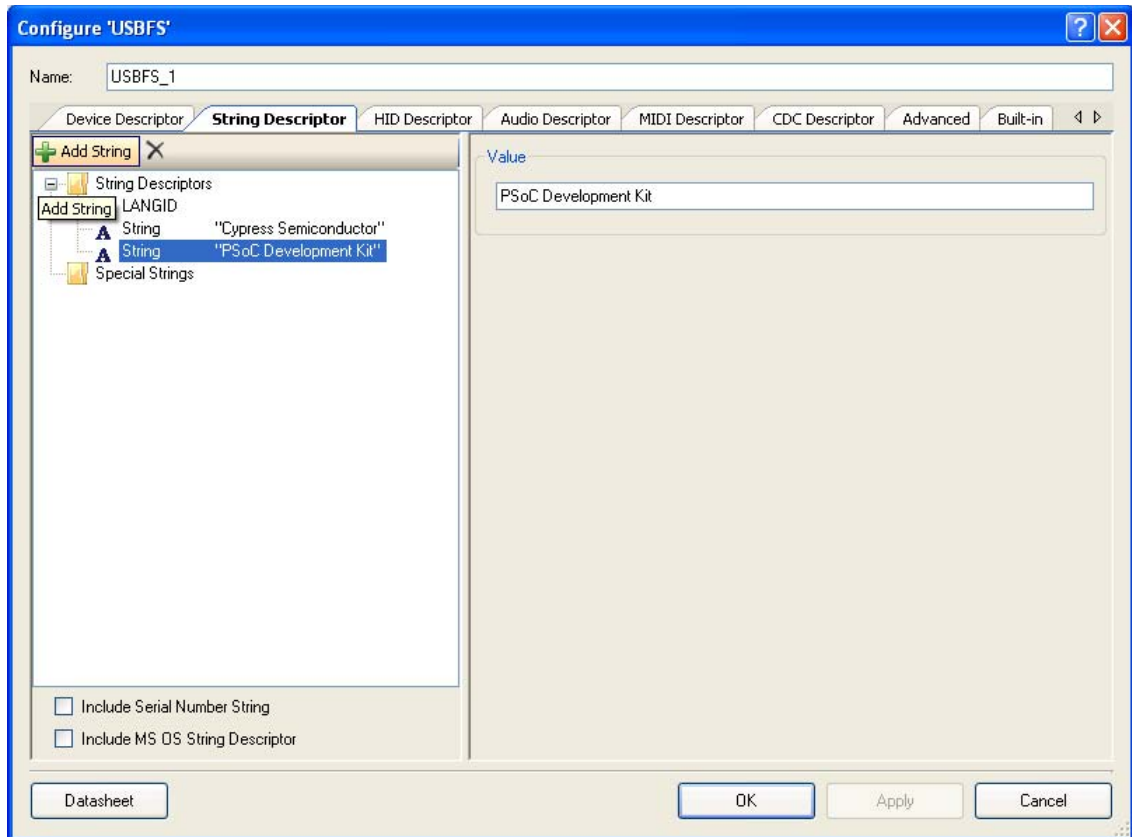 Configure 'USBFS'
Name: USBFS_1
Device Descriptor String Descriptor HID Descriptor Audio Descriptor MIDI Descriptor CDC Descriptor Advanced Built-in
Add String
Value
String Descriptors
PSoC Development Kit
Add String LANGID
String "Cypress Semiconductor"
String "PSoC Development Kit"
Special Strings
Include Serial Number String
Include MS OS String Descriptor
Datasheet OK Apply Cancel